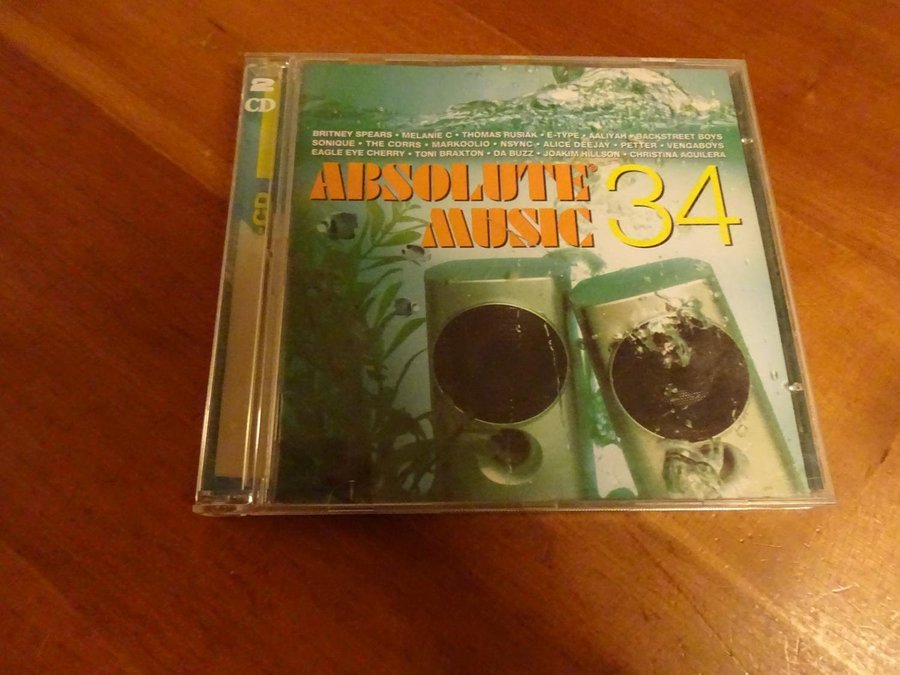 2
CD
CD
BRITNEY SPEARS • MELANIE C • THOMAS RUSIAK • E-TYPE • AALIYAH • BACKSTREET BOYS
SONIQUE • THE CORRS • MARKOOLIO • NSYNC • ALICE DEEJAY • PETTER • VENGABOYS
EAGLE EYE CHERRY • TONI BRAXTON • DA BUZZ • JOAKIM HILLSON • CHRISTINA AGUILERA
ABSOLUTE® 34
MUSIC